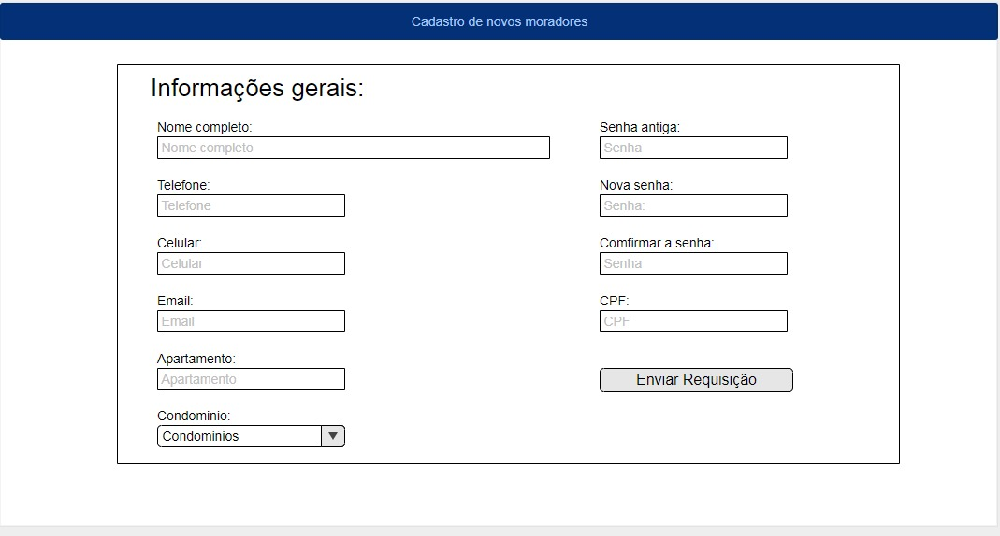 Cadastro de novos moradores
Informações gerais:
Nome completo:
Nome completo
Telefone:
Telefone
Celular:
Celular
Email:
Email
Apartamento:
Apartamento
Condominio:
Condominios
Senha antiga:
Senha
Nova senha:
Senha:
Comfirmar a senha:
Senha
CPF:
CPF
Enviar Requisição